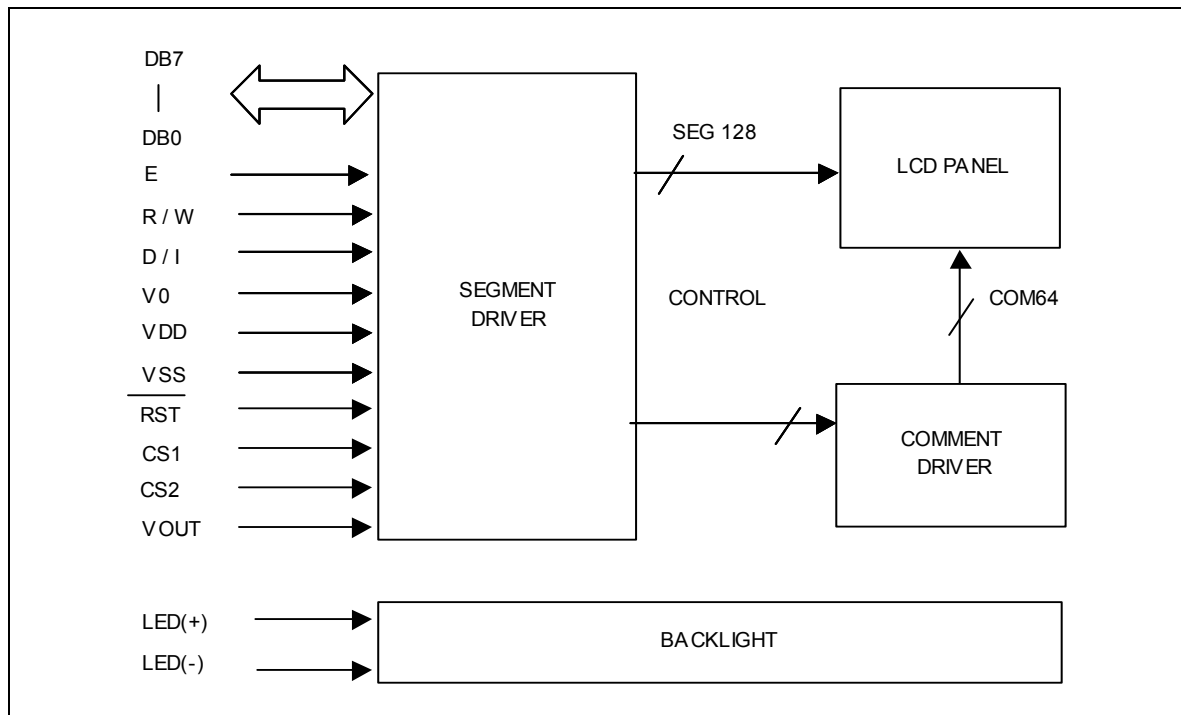 DB7
|
DB0
E
R / W
D / I
V0
VDD
VSS
RST
CS1
CS2
VOUT
LED(+)
LED(-)
SEGMENT
DRIVER
SEG 128
CONTROL
LCD PANEL
COM64
COMMENT
DRIVER
BACKLIGHT